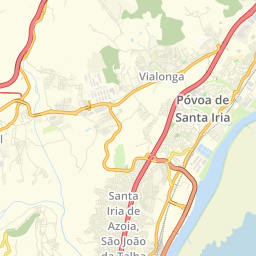 Vialonga
Póvoa de
Santa Iria
l
Santa
Iria de
Azoia,
São João
da Talha